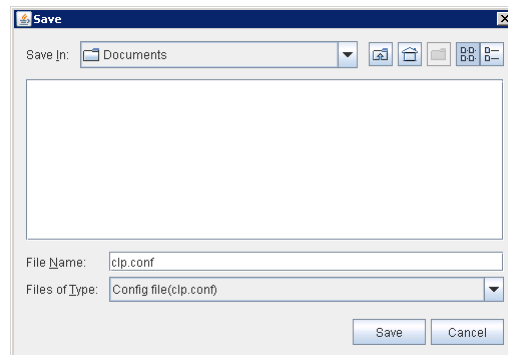 Save
Save In: Documents
File Name: clp.conf
Files of Type: Config file(clp.conf)
Save Cancel